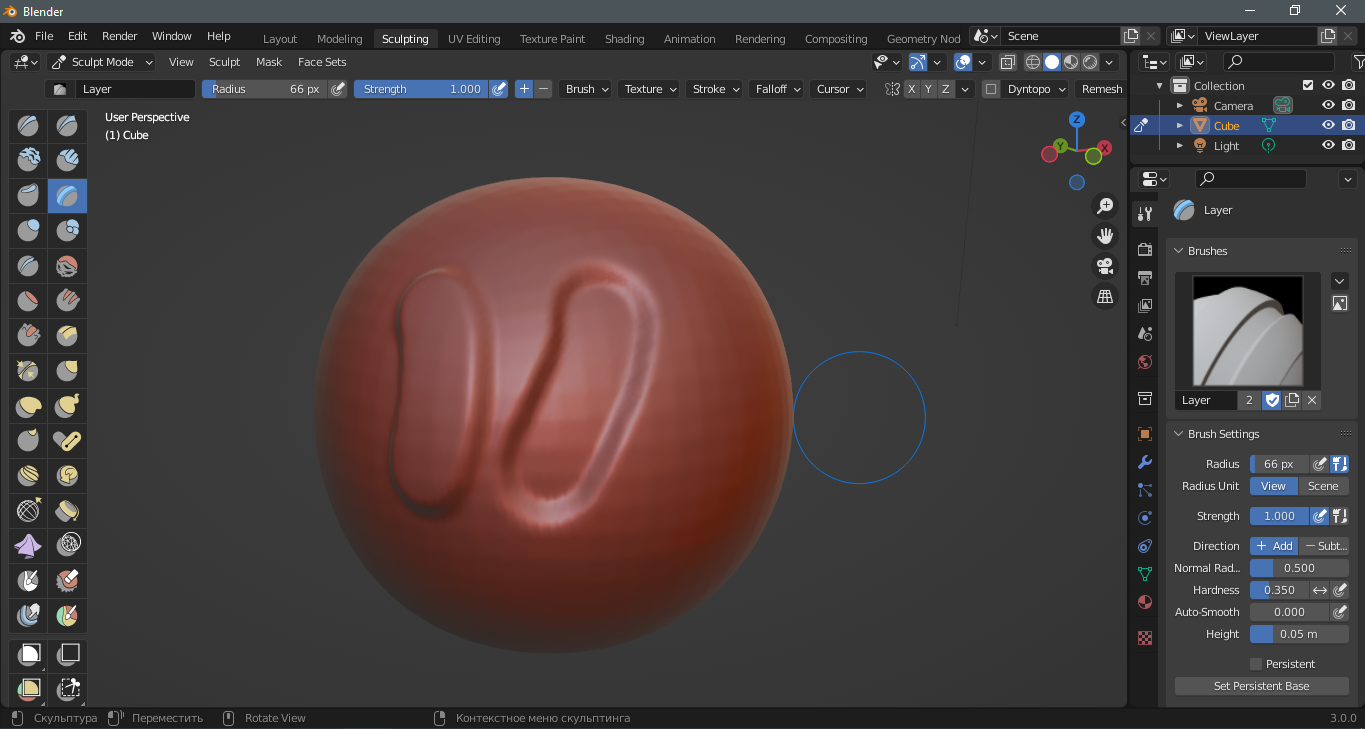 Blender
File Edit Render Window Help Layout Modeling Sculpting UV Editing Texture Paint Shading Animation Rendering Compositing Geometry Nod Scene ViewLayer
Sculpt Mode View Sculpt Mask Face Sets
Layer Radius 66 px Strength 1.000 Brush Texture Stroke Falloff Cursor X Y Z Dyntopo Remesh
User Perspective
(1) Cube
Z
Y
X
Collection
Camera
Cube
Light
Layer
Brushes
Layer 2
Brush Settings
Radius 66 px
Radius Unit View Scene
Strength 1.000
Direction + Add − Subt...
Normal Rad... 0.500
Hardness 0.350
Auto-Smooth 0.000
Height 0.05 m
Persistent
Set Persistent Base
Скульптура Переместить Rotate View Контекстное меню скульптинга 3.0.0